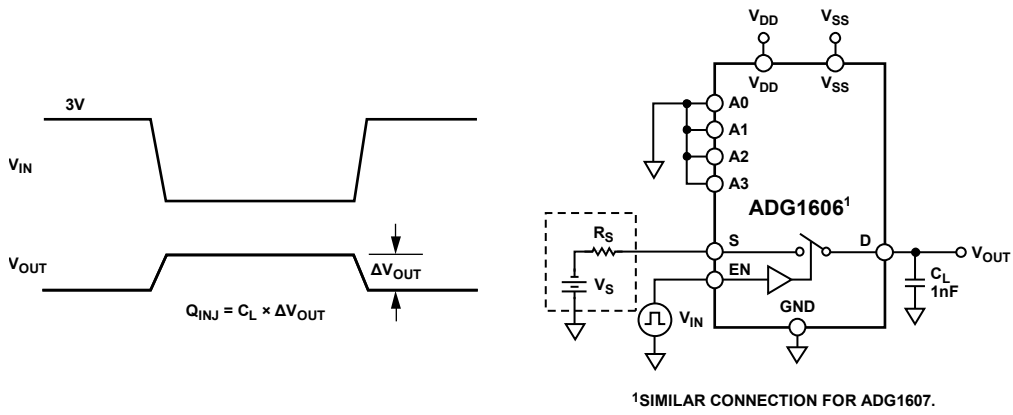 3V
V_IN
V_OUT
ΔV_OUT
Q_INJ = C_L × ΔV_OUT
V_DD
V_SS
V_DD
V_SS
A0
A1
A2
A3
ADG1606¹
R_S
S
D
V_OUT
V_S
EN
C_L
1nF
GND
V_IN
¹SIMILAR CONNECTION FOR ADG1607.